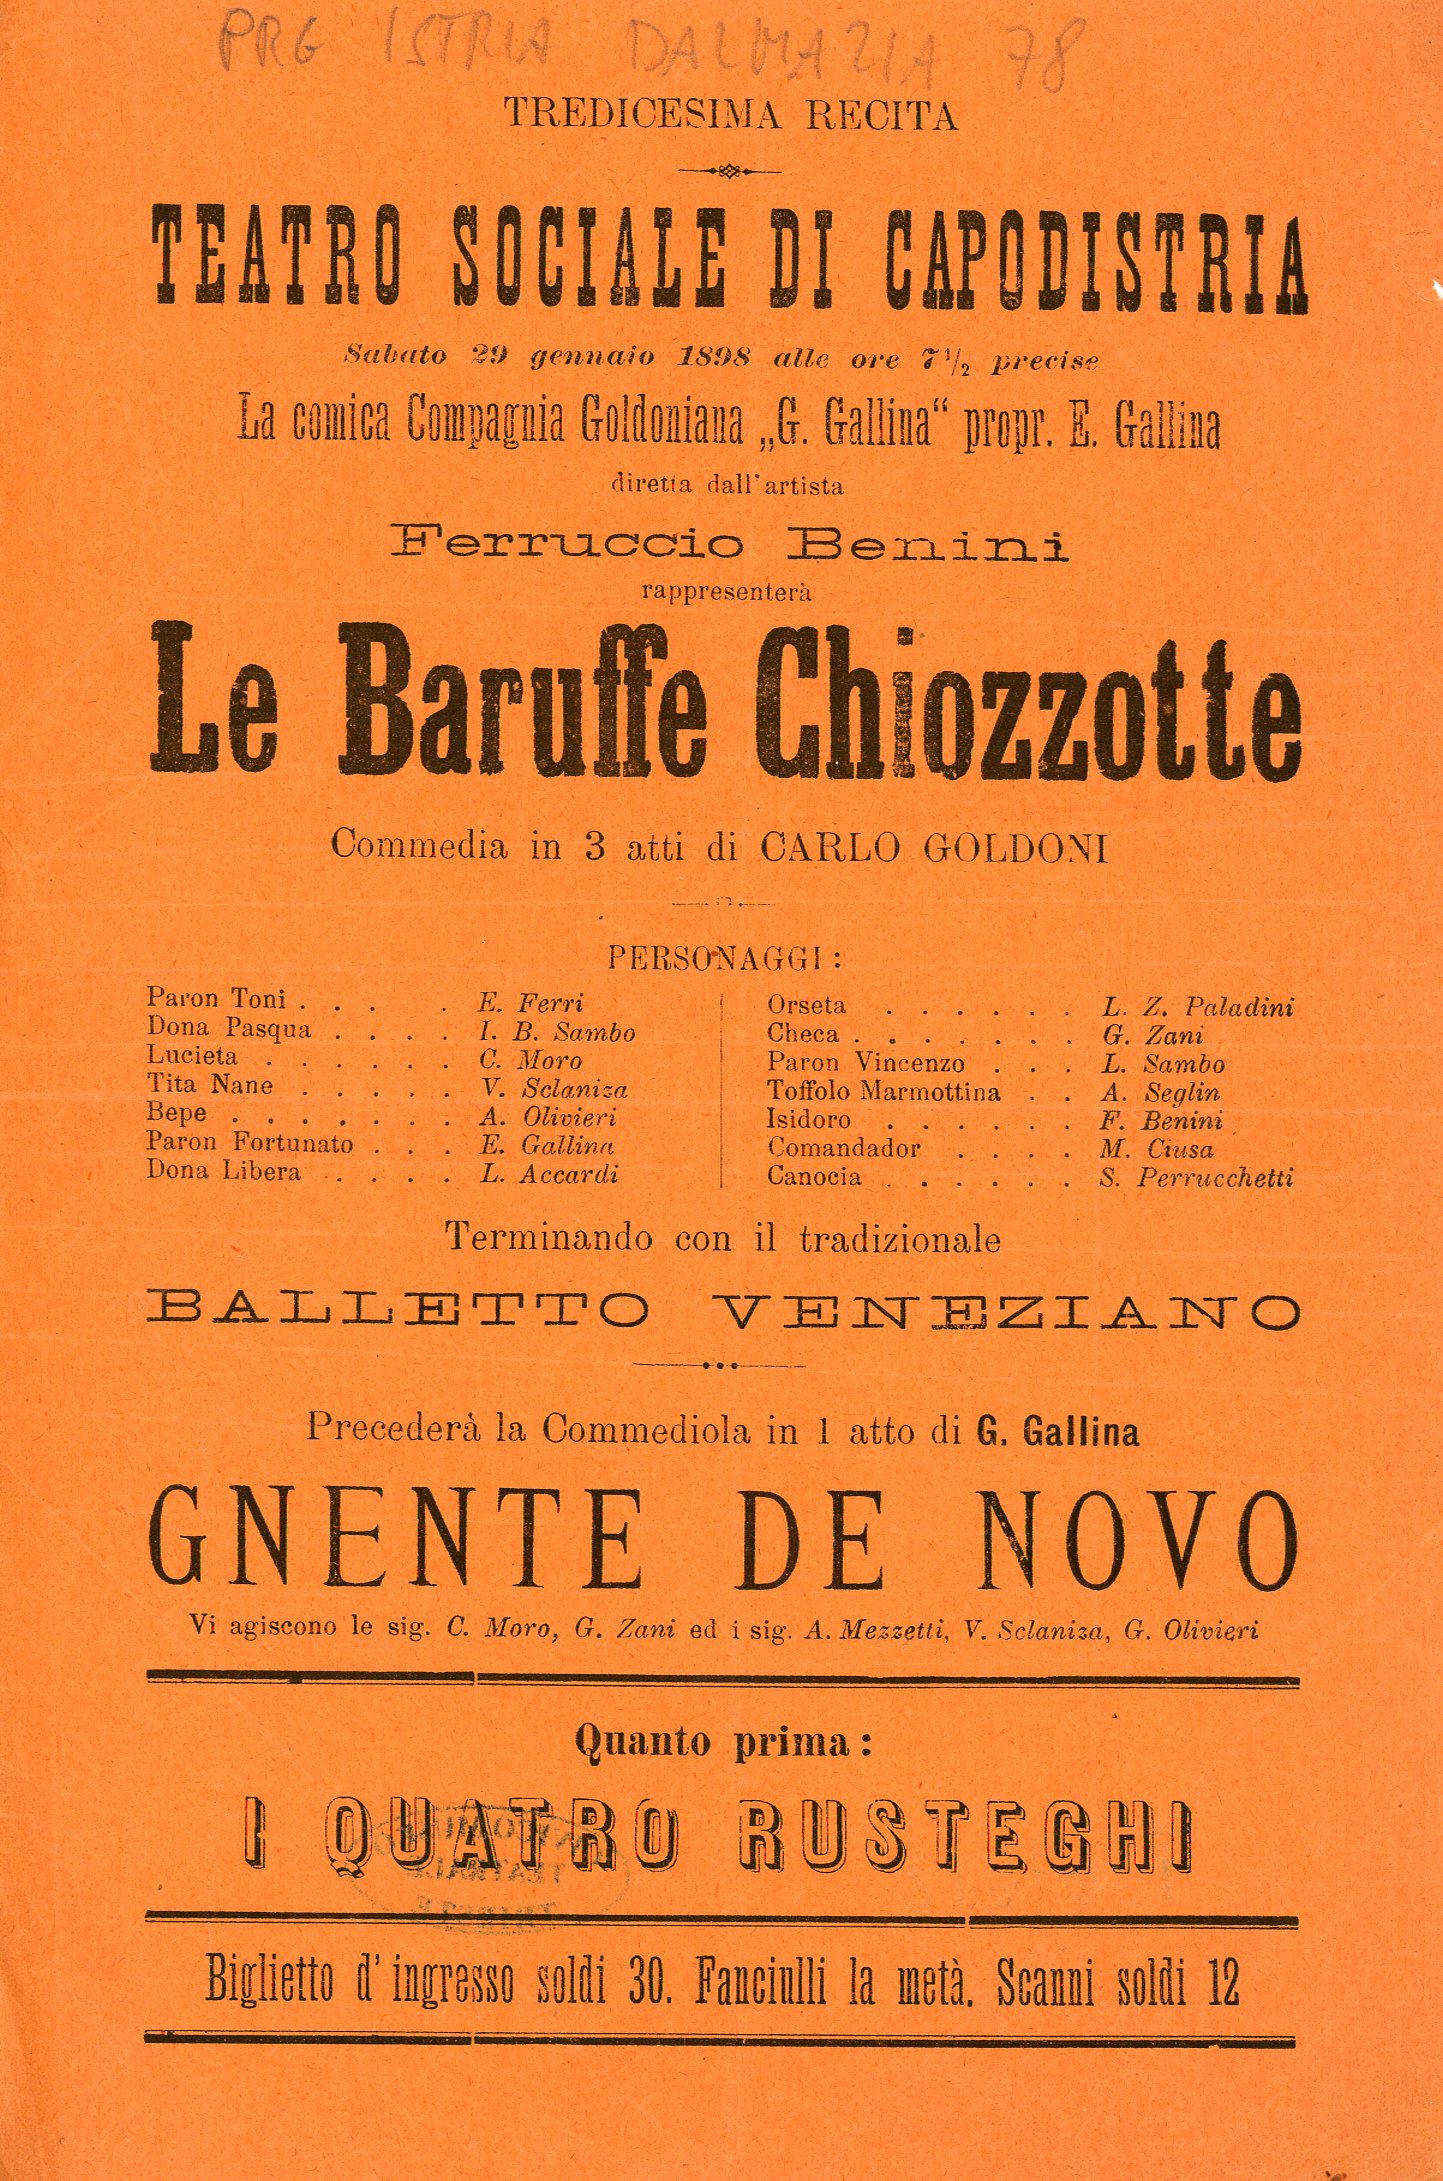 PRG ISTRIA DALMAZIA 78
TREDICESIMA RECITA
TEATRO SOCIALE DI CAPODISTRIA
Sabato 29 gennaio 1898 alle ore 7 1/2 precise
La comica Compagnia Goldoniana „G. Gallina“ propr. E. Gallina
diretta dall'artista
Ferruccio Benini
rappresenterà
Le Baruffe Chiozzotte
Commedia in 3 atti di CARLO GOLDONI
PERSONAGGI:
Paron Toni . . . . E. Ferri
Dona Pasqua . . . . I. B. Sambo
Lucieta . . . . . . C. Moro
Tita Nane . . . . . V. Sclaniza
Bepe . . . . . . . A. Olivieri
Paron Fortunato . . . E. Gallina
Dona Libera . . . . L. Accardi
Orseta . . . . . . L. Z. Paladini
Checa . . . . . . . G. Zani
Paron Vincenzo . . . L. Sambo
Toffolo Marmottina . . A. Seglin
Isidoro . . . . . . F. Benini
Comandador . . . . M. Ciusa
Canocia . . . . . . S. Perrucchetti
Terminando con il tradizionale
BALLETTO VENEZIANO
Precederà la Commediola in 1 atto di G. Gallina
GNENTE DE NOVO
Vi agiscono le sig. C. Moro, G. Zani ed i sig. A. Mezzetti, V. Sclaniza, G. Olivieri
Quanto prima:
I QUATRO RUSTEGHI
Biglietto d'ingresso soldi 30. Fanciulli la metà. Scanni soldi 12